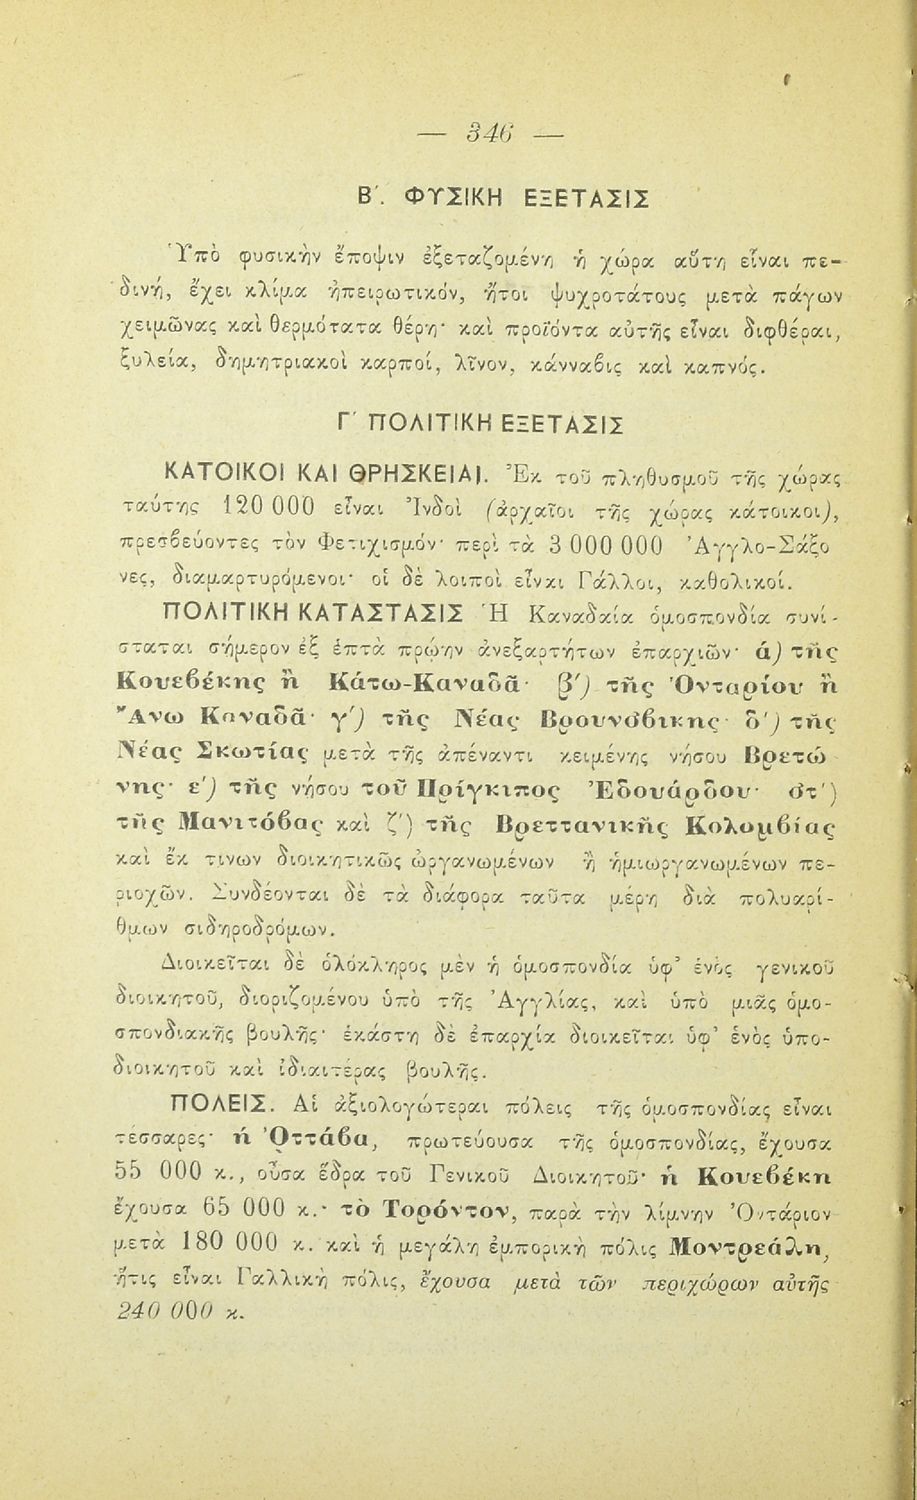 — 346 —
Β΄. ΦΥΣΙΚΗ ΕΞΕΤΑΣΙΣ
Ὑπὸ φυσικὴν ἔποψιν ἐξεταζομένη ἡ χώρα αὕτη εἶναι πε-
δινή, ἔχει κλίμα ἠπειρωτικόν, ἤτοι ψυχροτάτους μετὰ πάγων
χειμῶνας καὶ θερμότατα θέρη· καὶ προϊόντα αὐτῆς εἶναι διφθέραι,
ξυλεία, δημητριακοὶ καρποί, λῖνον, κάνναβις καὶ καπνός.
Γ΄ ΠΟΛΙΤΙΚΗ ΕΞΕΤΑΣΙΣ
ΚΑΤΟΙΚΟΙ ΚΑΙ ΘΡΗΣΚΕΙΑΙ. Ἐκ τοῦ πληθυσμοῦ τῆς χώρας
ταύτης 120 000 εἶναι Ἰνδοὶ (ἀρχαῖοι τῆς χώρας κάτοικοι),
πρεσβεύοντες τὸν Φετιχισμόν· περὶ τὰ 3 000 000 Ἀγγλο-Σάξο
νες, διαμαρτυρόμενοι· οἱ δὲ λοιποὶ εἶναι Γάλλοι, καθολικοί.
ΠΟΛΙΤΙΚΗ ΚΑΤΑΣΤΑΣΙΣ Ἡ Καναδαία ὁμοσπονδία συνί-
σταται σήμερον ἐξ ἑπτὰ πρώην ἀνεξαρτήτων ἐπαρχιῶν· ά) τῆς
Κουεβέκης ἢ Κάτω-Καναδᾶ· β΄) τῆς Ὀνταρίου ἢ
Ἄνω Καναδᾶ· γ΄) τῆς Νέας Βρουνσβικης· δ΄) τῆς
Νέας Σκωτίας μετὰ τῆς ἀπέναντι κειμένης νήσου Βρετώ
νης· ε΄) τῆς νήσου τοῦ Πρίγκιπος Ἐδουάρδου· στ΄)
τῆς Μανιτόβας καὶ ζ΄) τῆς Βρεττανικῆς Κολομβίας
καὶ ἔκ τινων διοικητικῶς ὠργανωμένων ἢ ἡμιωργανωμένων πε-
ριοχῶν. Συνδέονται δὲ τὰ διάφορα ταῦτα μέρη διὰ πολυαρί-
θμων σιδηροδρόμων.
Διοικεῖται δὲ ὁλόκληρος μὲν ἡ ὁμοσπονδία ὑφ᾽ ἑνὸς γενικοῦ
διοικητοῦ, διοριζομένου ὑπὸ τῆς Ἀγγλίας, καὶ ὑπὸ μιᾶς ὁμο-
σπονδιακῆς βουλῆς· ἑκάστη δὲ ἐπαρχία διοικεῖται ὑφ᾽ ἑνὸς ὑπο-
διοικητοῦ καὶ ἰδιαιτέρας βουλῆς.
ΠΟΛΕΙΣ. Αἱ ἀξιολογώτεραι πόλεις τῆς ὁμοσπονδίας εἶναι
τέσσαρες· ἡ Ὀττάβα, πρωτεύουσα τῆς ὁμοσπονδίας, ἔχουσα
55 000 κ., οὖσα ἕδρα τοῦ Γενικοῦ Διοικητοῦ· ἡ Κουεβέκη
ἔχουσα 65 000 κ.· τὸ Τορόντον, παρὰ τὴν λίμνην Ὀντάριον
μετὰ 180 000 κ. καὶ ἡ μεγάλη ἐμπορικὴ πόλις Μοντρεάλη,
ἥτις εἶναι Γαλλικὴ πόλις, ἔχουσα μετὰ τῶν περιχώρων αὐτῆς
240 000 κ.